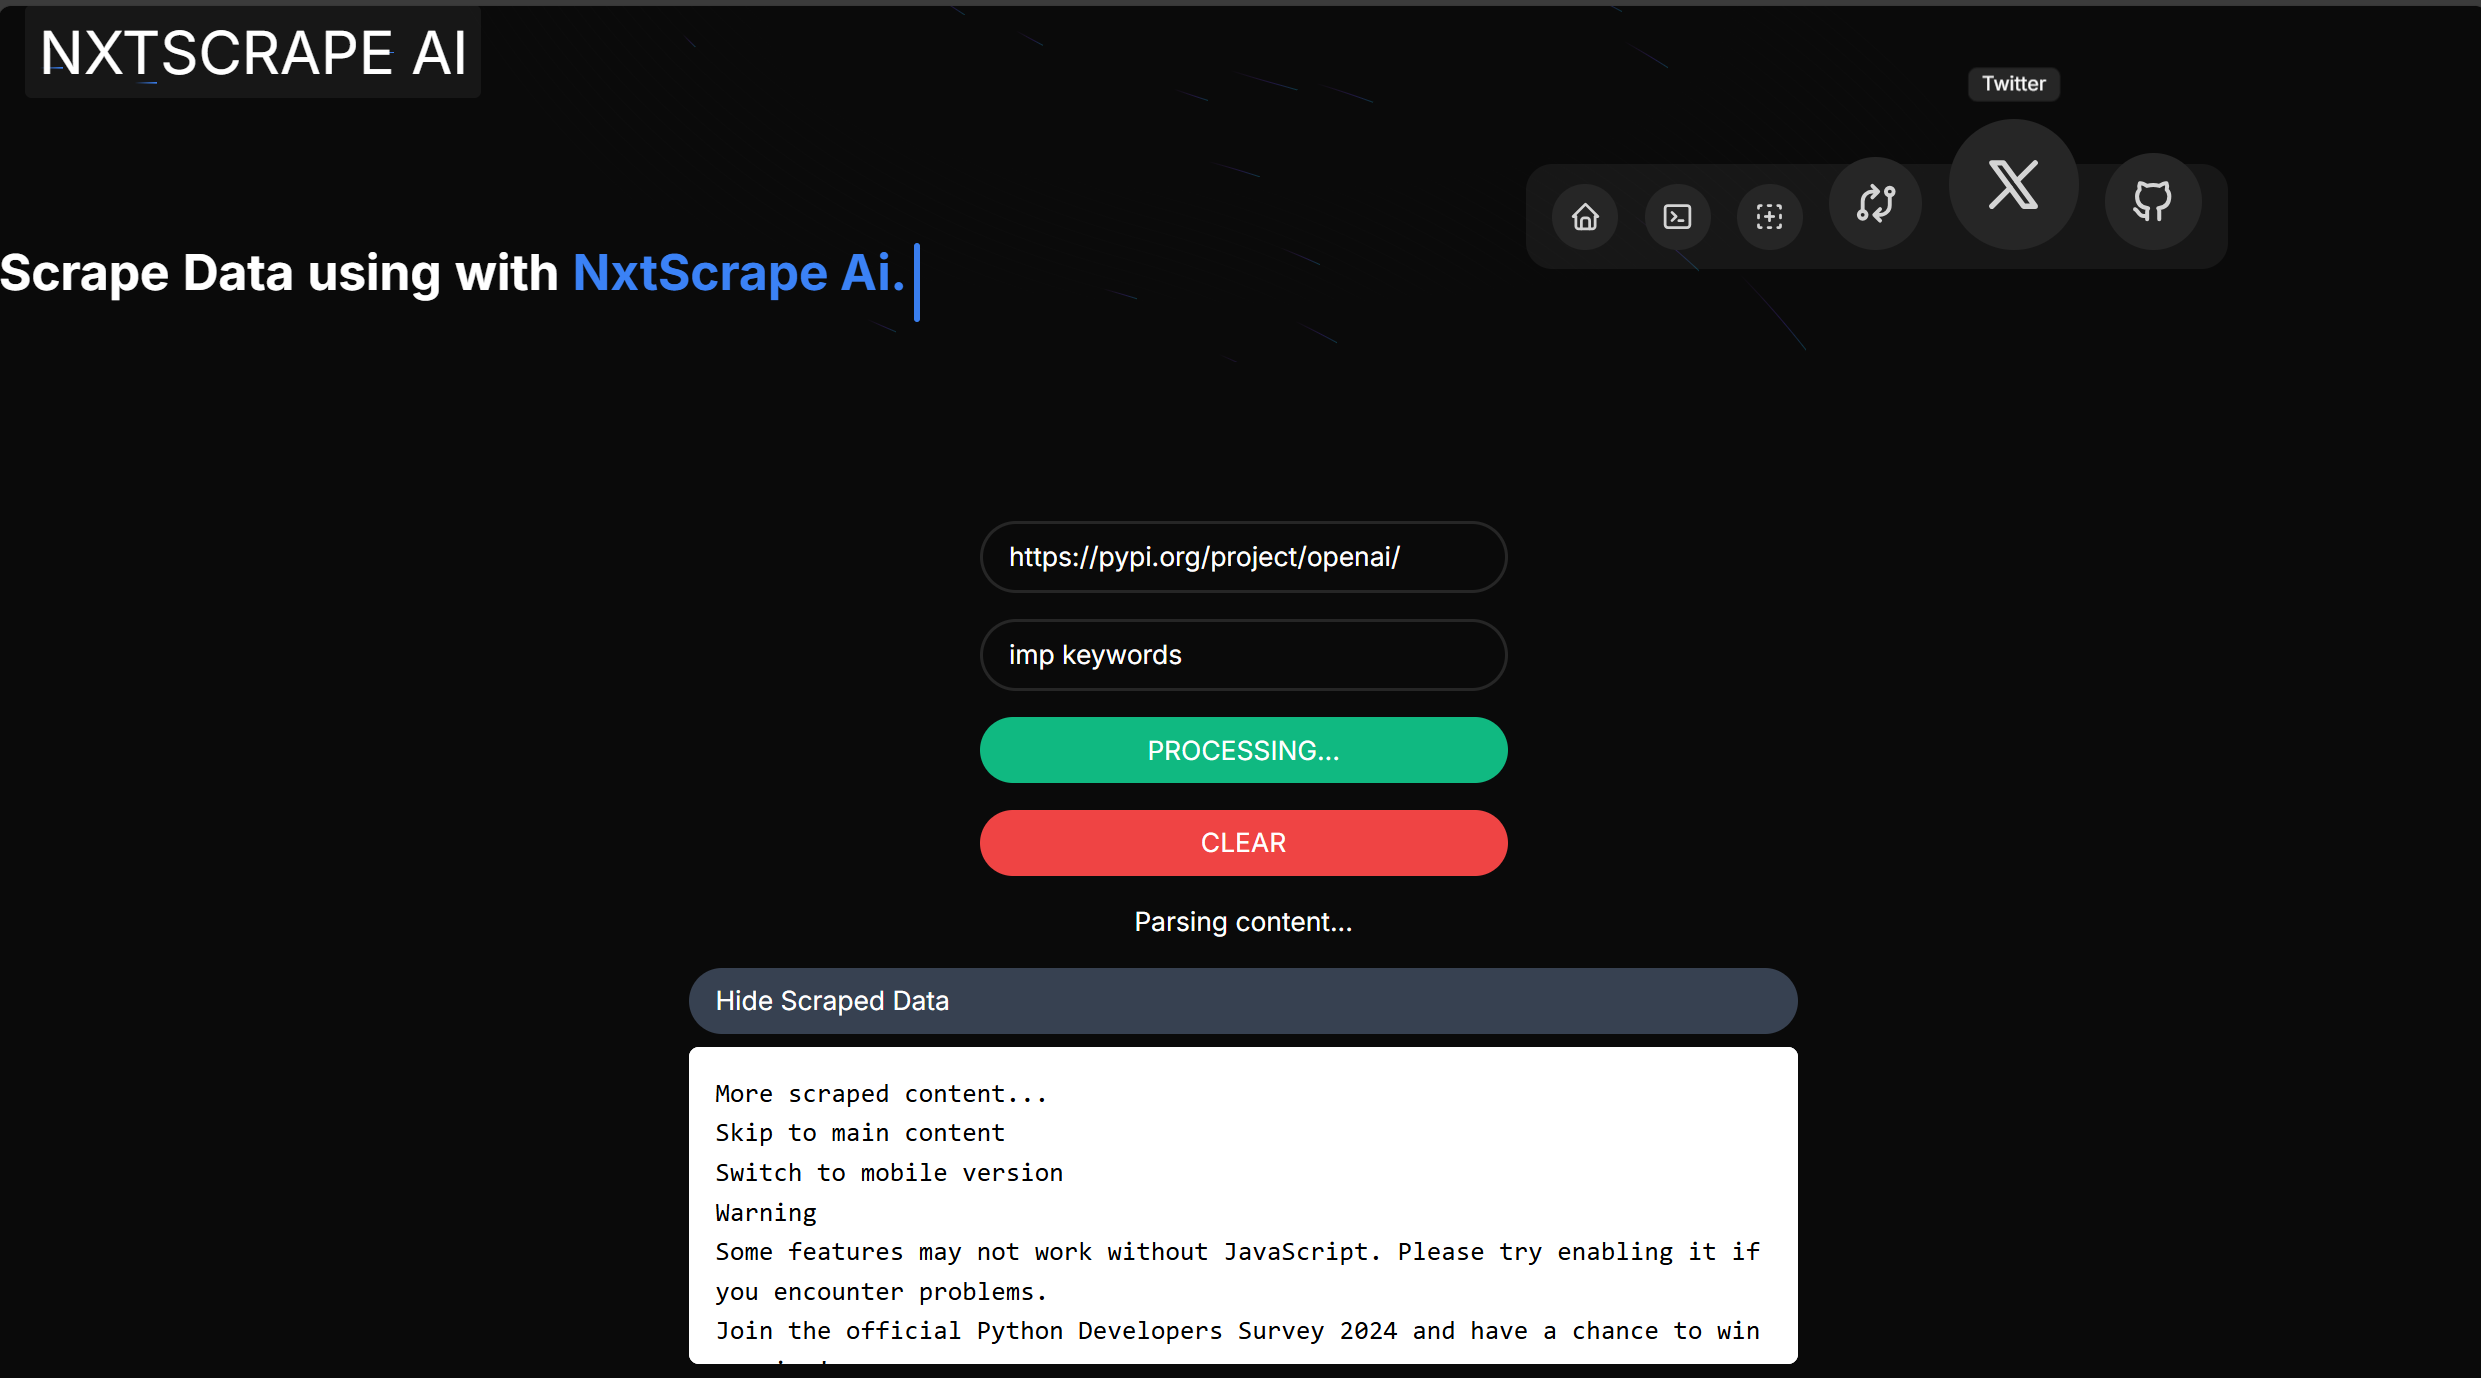 NXTSCRAPE AI
Twitter
Scrape Data using with NxtScrape Ai.
https://pypi.org/project/openai/
imp keywords
PROCESSING...
CLEAR
Parsing content...
Hide Scraped Data
More scraped content...
Skip to main content
Switch to mobile version
Warning
Some features may not work without JavaScript. Please try enabling it if
you encounter problems.
Join the official Python Developers Survey 2024 and have a chance to win